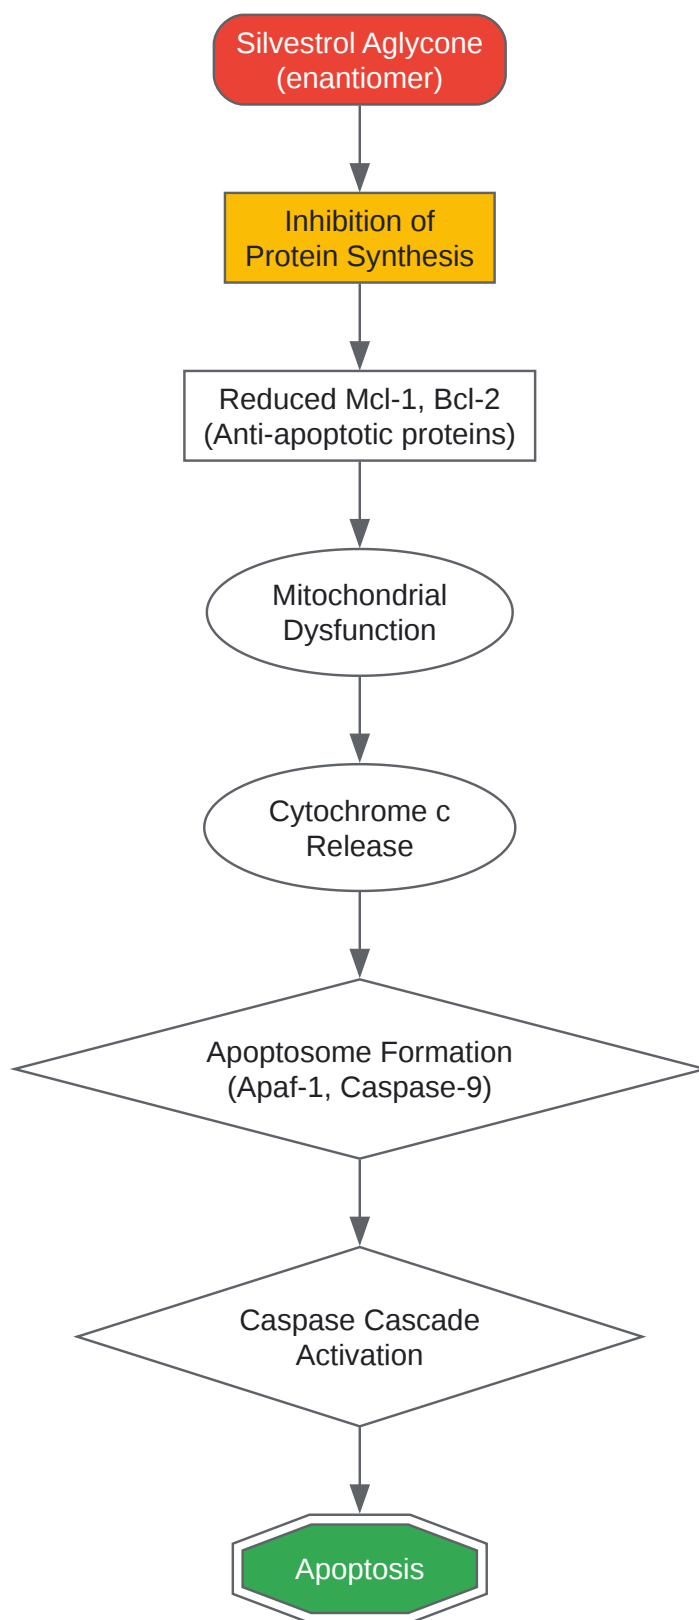 Silvestrol Aglycone
(enantiomer)
Inhibition of
Protein Synthesis
Reduced Mcl-1, Bcl-2
(Anti-apoptotic proteins)
Mitochondrial
Dysfunction
Cytochrome c
Release
Apoptosome Formation
(Apaf-1, Caspase-9)
Caspase Cascade
Activation
Apoptosis